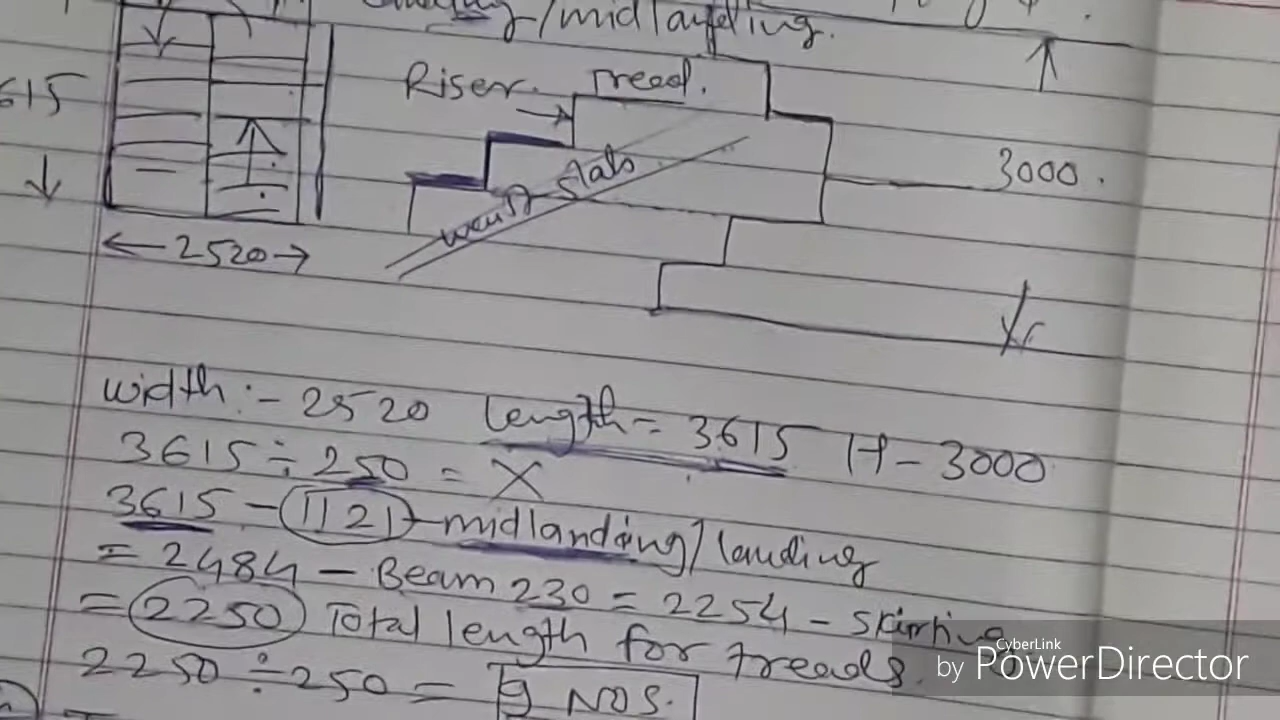 /midlanding.
Riser. Tread.
615
waist slab
3000.
2520
width :- 2520 length = 3615 H - 3000
3615 ÷ 250 = X
3615 - 1121 - midlanding/landing
= 2484 - Beam 230 = 2254 - skirting
= 2250 Total length for treads.
2250 ÷ 250 = 9 NOS.
CyberLink
by PowerDirector